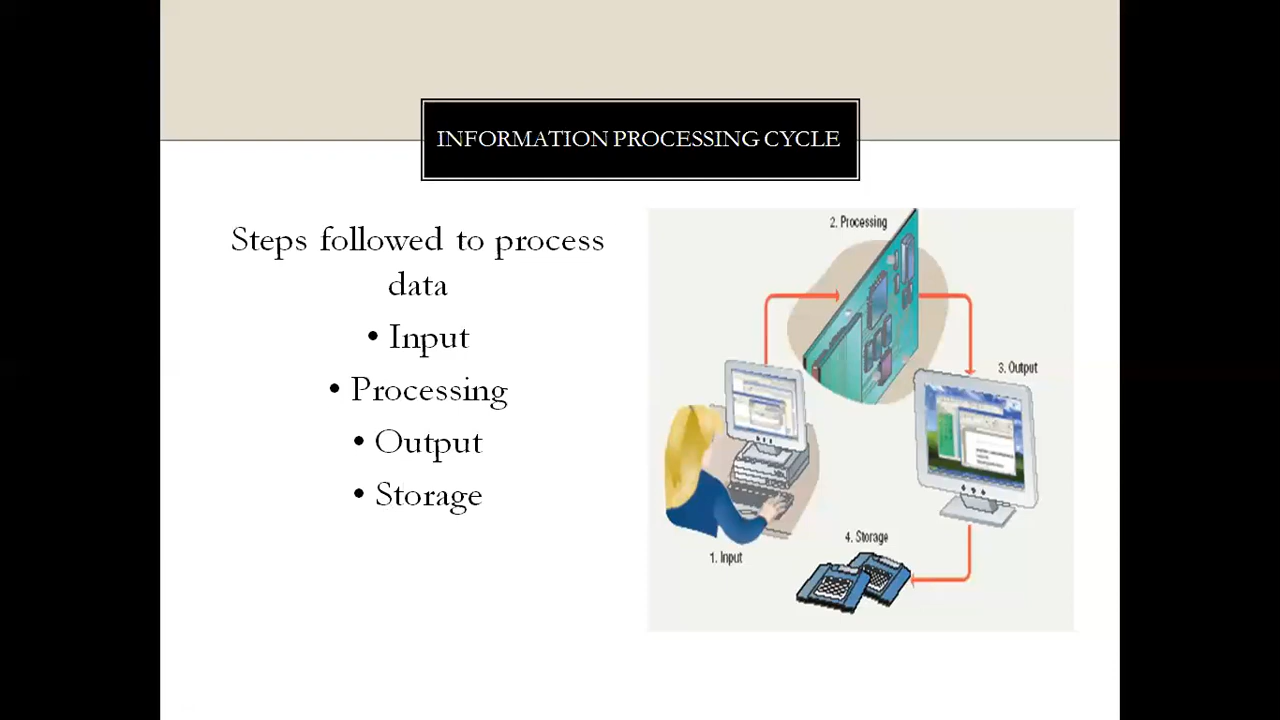 INFORMATION PROCESSING CYCLE
Steps followed to process
data
• Input
• Processing
• Output
• Storage
2. Processing
3. Output
4. Storage
1. Input